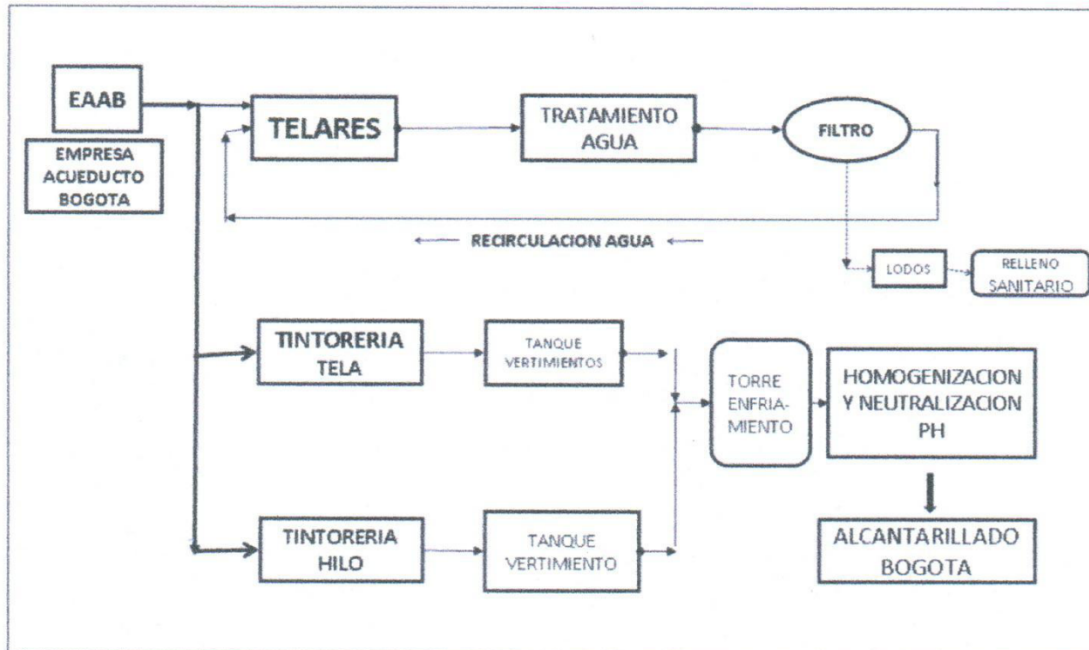 EAAB
EMPRESA
ACUEDUCTO
BOGOTA
TELARES
TRATAMIENTO
AGUA
FILTRO
← RECIRCULACION AGUA ←
LODOS
RELLENO
SANITARIO
TINTORERIA
TELA
TANQUE
VERTIMIENTOS
TORRE
ENFRIA-
MIENTO
HOMOGENIZACION
Y NEUTRALIZACION
PH
TINTORERIA
HILO
TANQUE
VERTIMIENTO
ALCANTARILLADO
BOGOTA